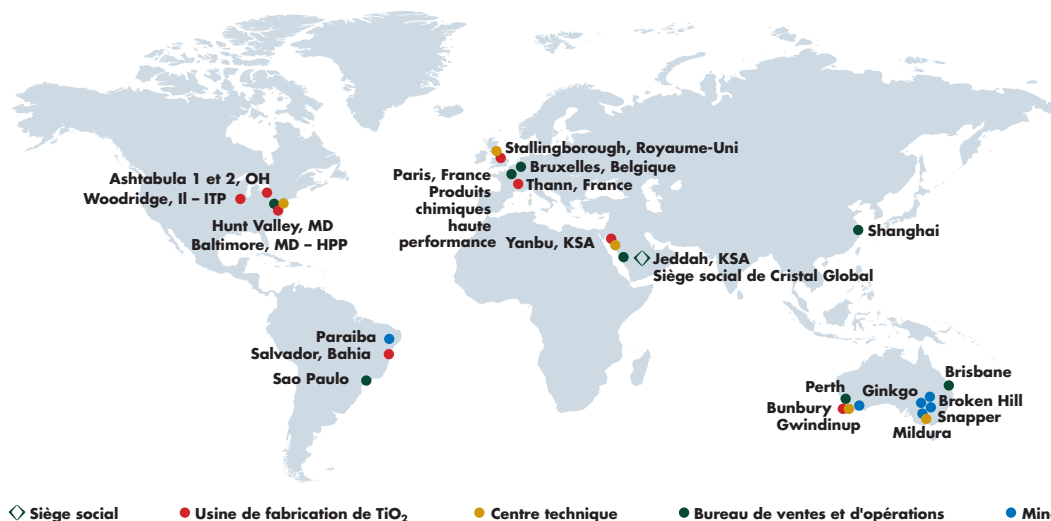 Stallingborough, Royaume-Uni
Bruxelles, Belgique
Paris, France
Produits
chimiques
haute
performance
Thann, France
Ashtabula 1 et 2, OH
Woodridge, Il – ITP
Hunt Valley, MD
Baltimore, MD – HPP
Yanbu, KSA
Jeddah, KSA
Siège social de Cristal Global
Shanghai
Paraiba
Salvador, Bahia
Sao Paulo
Brisbane
Perth
Ginkgo
Broken Hill
Bunbury
Snapper
Gwindinup
Mildura
Siège social
Usine de fabrication de TiO₂
Centre technique
Bureau de ventes et d'opérations